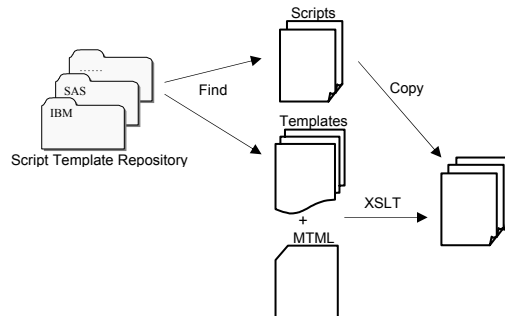 Scripts
......
SAS
IBM
Find
Copy
Script Template Repository
Templates
XSLT
+
MTML